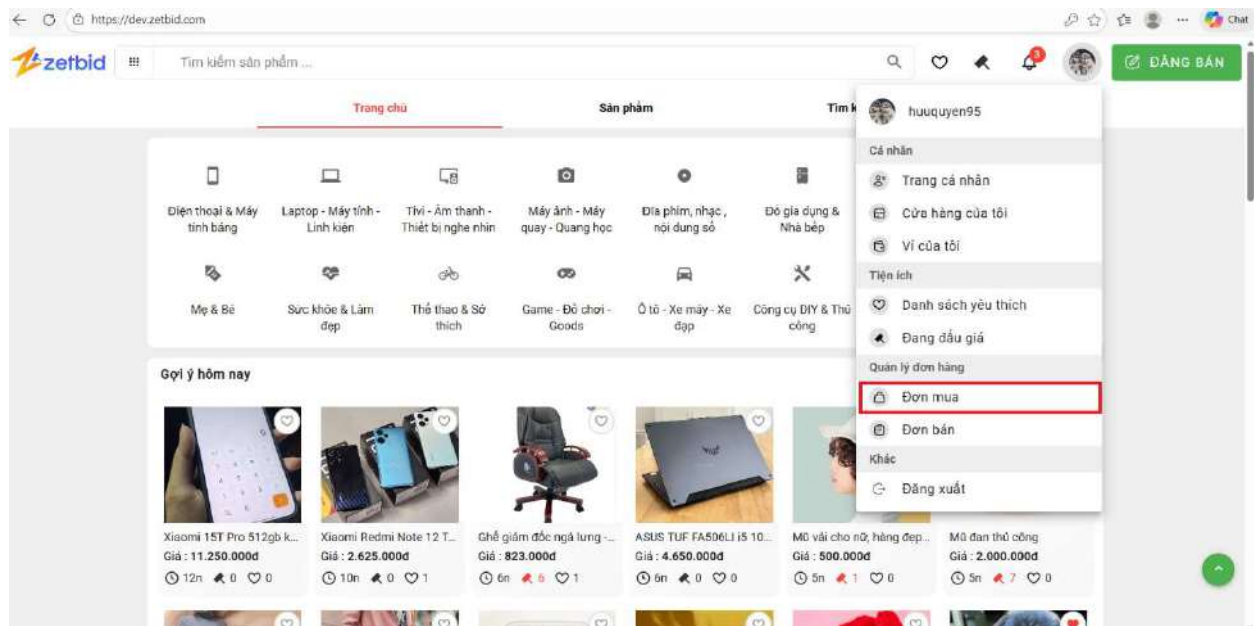 https://dev.zetbid.com
Chat
zetbid
Tìm kiếm sản phẩm ...
3
ĐĂNG BÁN
Trang chủ
Sản phẩm
Tìm k
huuquyen95
Cá nhân
Trang cá nhân
Cửa hàng của tôi
Ví của tôi
Tiện ích
Danh sách yêu thích
Đang đấu giá
Quản lý đơn hàng
Đơn mua
Đơn bán
Khác
Đăng xuất
Điện thoại & Máy
tính bảng
Laptop - Máy tính -
Linh kiện
Tivi - Âm thanh -
Thiết bị nghe nhìn
Máy ảnh - Máy
quay - Quang học
Đĩa phim, nhạc ,
nội dung số
Đồ gia dụng &
Nhà bếp
Mẹ & Bé
Sức khỏe & Làm
đẹp
Thể thao & Sở
thích
Game - Đồ chơi -
Goods
Ô tô - Xe máy - Xe
đạp
Công cụ DIY & Thủ
công
Gợi ý hôm nay
Xiaomi 15T Pro 512gb k...
Giá : 11.250.000đ
12n 0 0
Xiaomi Redmi Note 12 T...
Giá : 2.625.000đ
10n 0 1
Ghế giám đốc ngả lưng -...
Giá : 823.000đ
6n 6 1
ASUS TUF FA506LI i5 10...
Giá : 4.650.000đ
6n 0 0
Mũ vải cho nữ, hàng đẹp...
Giá : 500.000đ
5n 1 0
Mũ đan thủ công
Giá : 2.000.000đ
5n 7 0